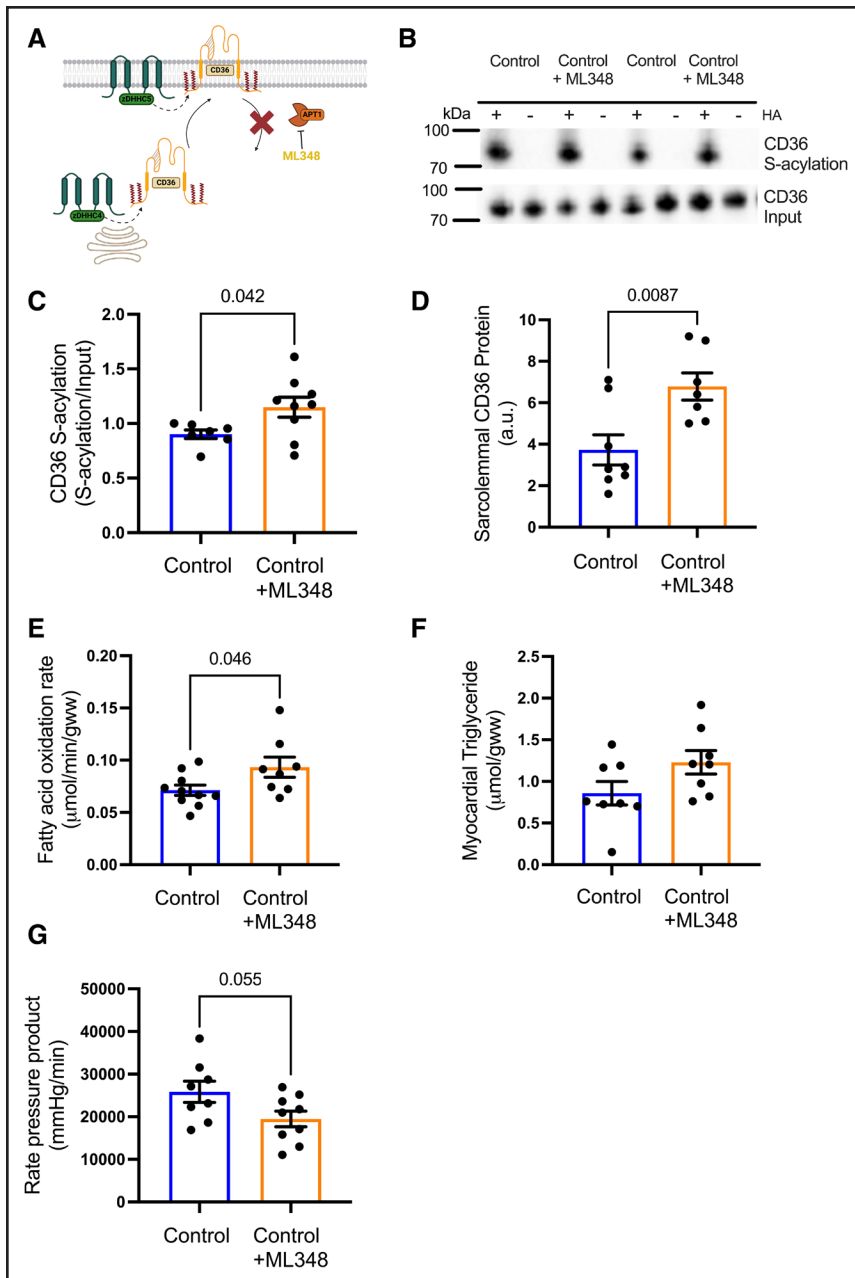 A
CD36
zDHHC5
APT1
ML348
CD36
zDHHC4
B
Control Control + ML348 Control Control + ML348
kDa + - + - + - + - HA
100
70
CD36 S-acylation
100
70
CD36 Input
C
0.042
2.0
1.5
1.0
0.5
0.0
CD36 S-acylation
(S-acylation/Input)
Control
Control
+ML348
D
0.0087
10
8
6
4
2
0
Sarcolemmal CD36 Protein
(a.u.)
Control
Control
+ML348
E
0.046
0.20
0.15
0.10
0.05
0.00
Fatty acid oxidation rate
(μmol/min/gww)
Control
Control
+ML348
F
2.5
2.0
1.5
1.0
0.5
0.0
Myocardial Triglyceride
(μmol/gww)
Control
Control
+ML348
G
0.055
50000
40000
30000
20000
10000
0
Rate pressure product
(mmHg/min)
Control
Control
+ML348